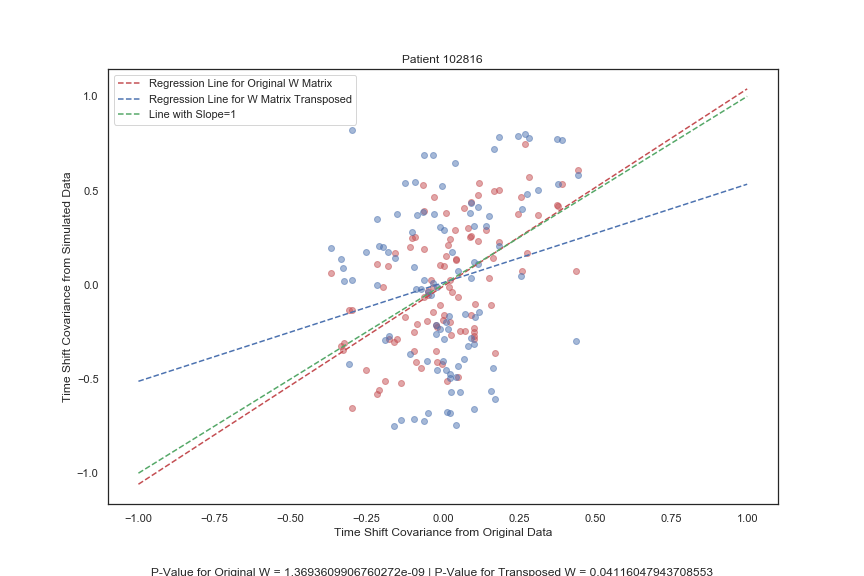 Patient 102816
Regression Line for Original W Matrix
Regression Line for W Matrix Transposed
Line with Slope=1
1.0
0.5
0.0
−0.5
−1.0
Time Shift Covariance from Simulated Data
−1.00 −0.75 −0.50 −0.25 0.00 0.25 0.50 0.75 1.00
Time Shift Covariance from Original Data
P-Value for Original W = 1.3693609906760272e-09 | P-Value for Transposed W = 0.04116047943708553